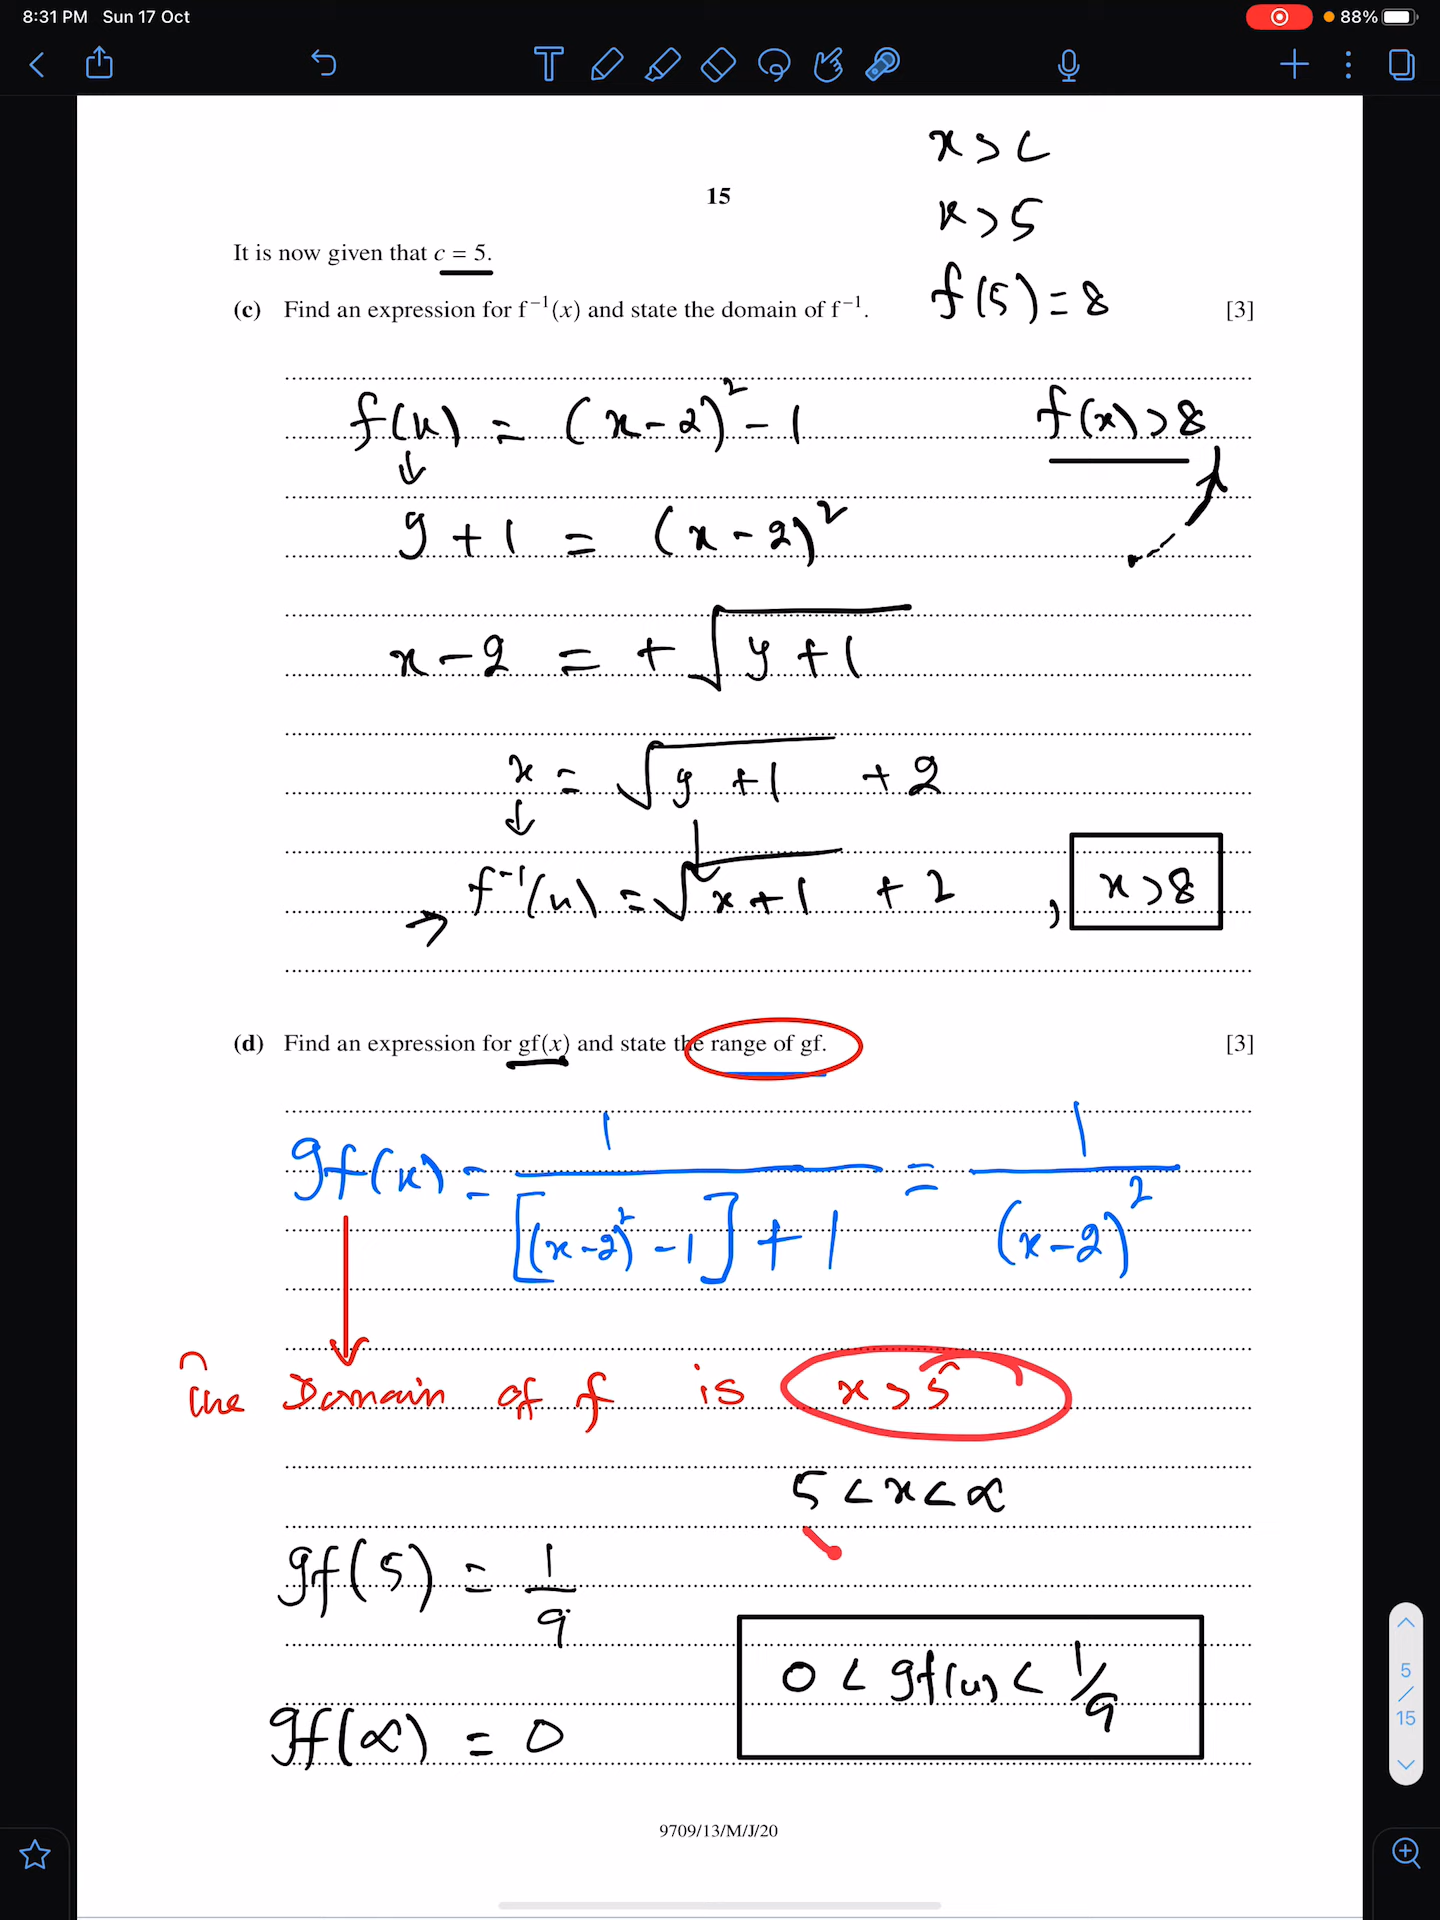 8:31 PM Sun 17 Oct
88%
x > c
15
x > 5
It is now given that c = 5.
f(5) = 8
(c) Find an expression for f⁻¹(x) and state the domain of f⁻¹. [3]
f(x) = (x-2)² - 1
f(x) > 8
y + 1 = (x - 2)²
x - 2 = + √(y + 1)
x = √(y + 1) + 2
→ f⁻¹(x) = √(x + 1) + 2 , x > 8
(d) Find an expression for gf(x) and state the range of gf. [3]
gf(x) = 1/([(x-2)² - 1] + 1) = 1/(x-2)²
The Domain of f is x > 5
5 < x < ∝
gf(5) = 1/9
0 < gf(x) < 1/9
gf(∝) = 0
5
/
15
9709/13/M/J/20